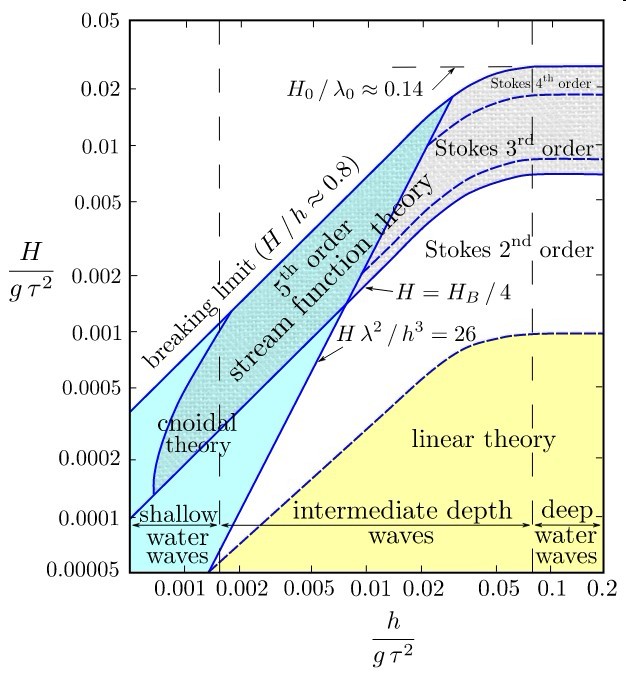 0.05
0.02
0.01
0.005
0.002
0.001
0.0005
0.0002
0.0001
0.00005
H
g τ²
H₀ / λ₀ ≈ 0.14
Stokes 4ᵗʰ order
Stokes 3ʳᵈ order
Stokes 2ⁿᵈ order
breaking limit (H / h ≈ 0.8)
5ᵗʰ order
stream function theory
H = H_B / 4
H λ² / h³ = 26
cnoidal
theory
linear theory
shallow
water
waves
intermediate depth
waves
deep
water
waves
0.001 0.002 0.005 0.01 0.02 0.05 0.1 0.2
h
g τ²